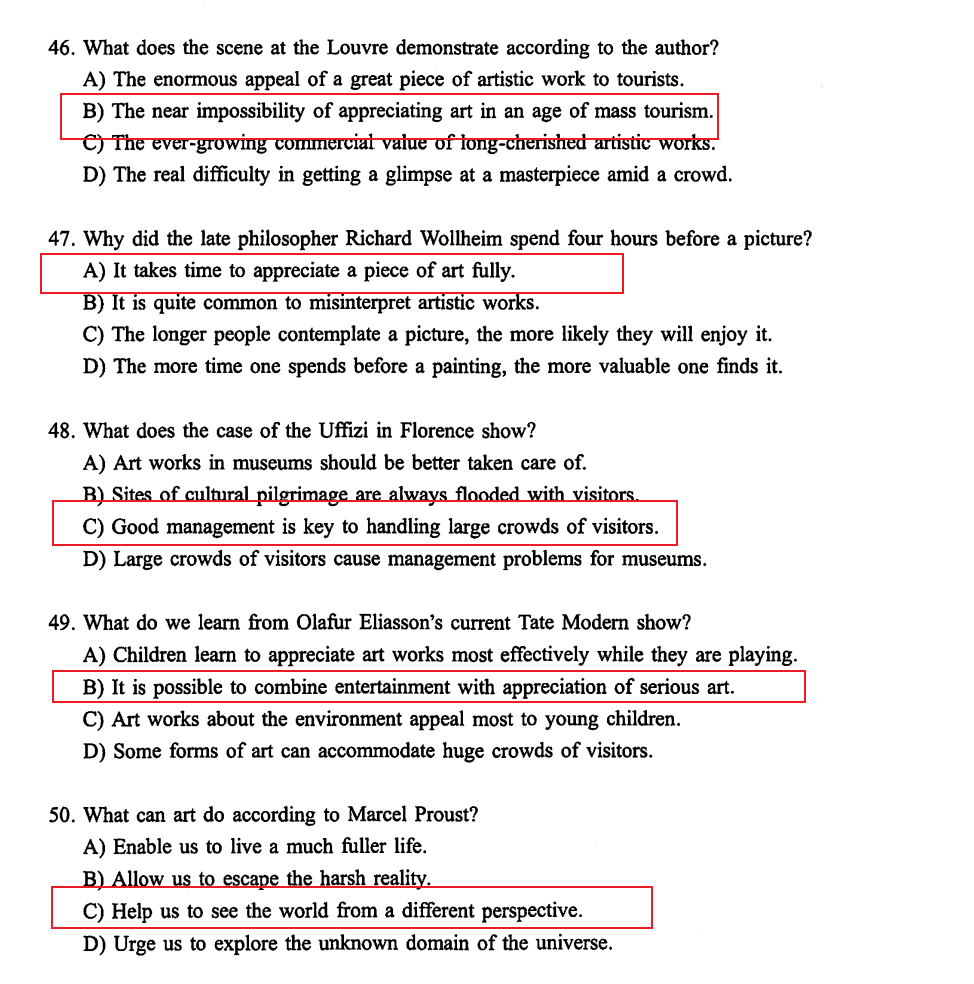 46. What does the scene at the Louvre demonstrate according to the author?
A) The enormous appeal of a great piece of artistic work to tourists.
B) The near impossibility of appreciating art in an age of mass tourism.
C) The ever-growing commercial value of long-cherished artistic works.
D) The real difficulty in getting a glimpse at a masterpiece amid a crowd.
47. Why did the late philosopher Richard Wollheim spend four hours before a picture?
A) It takes time to appreciate a piece of art fully.
B) It is quite common to misinterpret artistic works.
C) The longer people contemplate a picture, the more likely they will enjoy it.
D) The more time one spends before a painting, the more valuable one finds it.
48. What does the case of the Uffizi in Florence show?
A) Art works in museums should be better taken care of.
B) Sites of cultural pilgrimage are always flooded with visitors.
C) Good management is key to handling large crowds of visitors.
D) Large crowds of visitors cause management problems for museums.
49. What do we learn from Olafur Eliasson's current Tate Modern show?
A) Children learn to appreciate art works most effectively while they are playing.
B) It is possible to combine entertainment with appreciation of serious art.
C) Art works about the environment appeal most to young children.
D) Some forms of art can accommodate huge crowds of visitors.
50. What can art do according to Marcel Proust?
A) Enable us to live a much fuller life.
B) Allow us to escape the harsh reality.
C) Help us to see the world from a different perspective.
D) Urge us to explore the unknown domain of the universe.